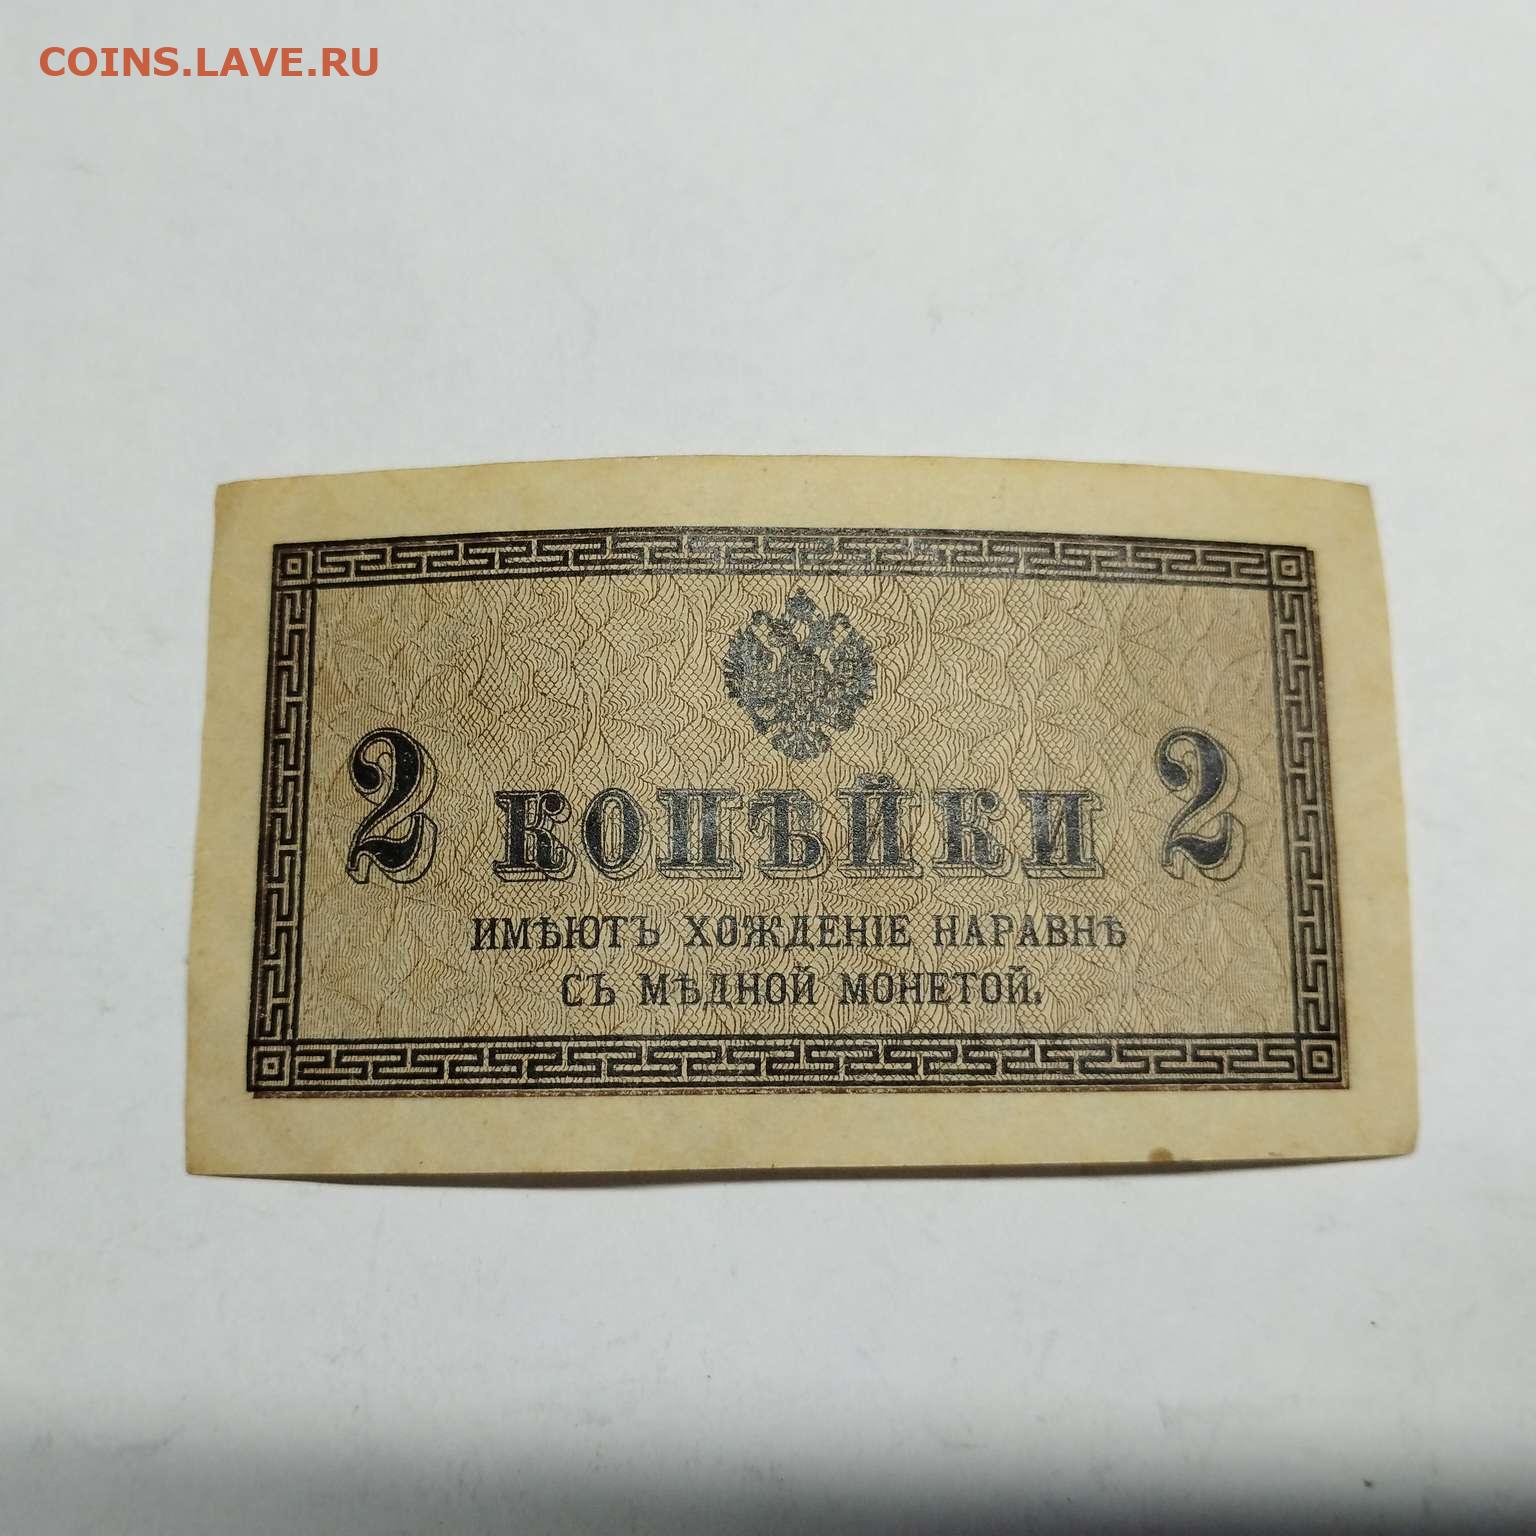 COINS.LAVE.RU
2 КОПѢЙКИ 2
ИМѢЮТЪ ХОЖДЕНІЕ НАРАВНѢ
СЪ МѢДНОЙ МОНЕТОЙ.